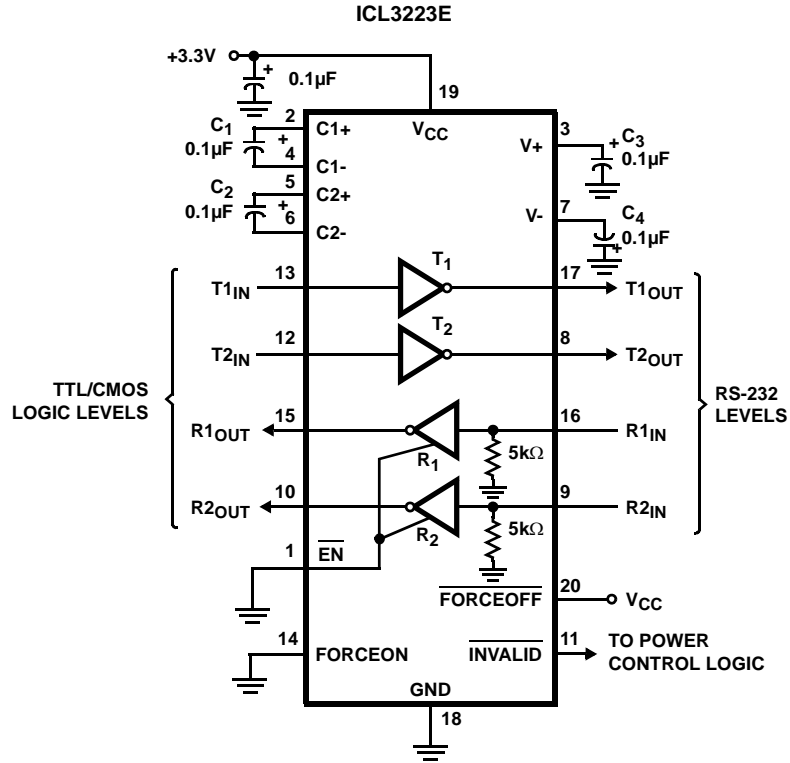 ICL3223E
+3.3V
+
0.1µF
19
2
C1+
VCC
3
C1
0.1µF
+
4
C1-
V+
+
C3
0.1µF
5
C2
0.1µF
+
C2+
6
C2-
V-
7
C4
0.1µF
+
T1
T1IN
13
17
T1OUT
T2
T2IN
12
8
T2OUT
TTL/CMOS
LOGIC LEVELS
RS-232
LEVELS
R1OUT
15
16
R1IN
R1
5kΩ
R2OUT
10
9
R2IN
R2
5kΩ
1
EN
FORCEOFF
20
VCC
14
FORCEON
INVALID
11
TO POWER
CONTROL LOGIC
GND
18